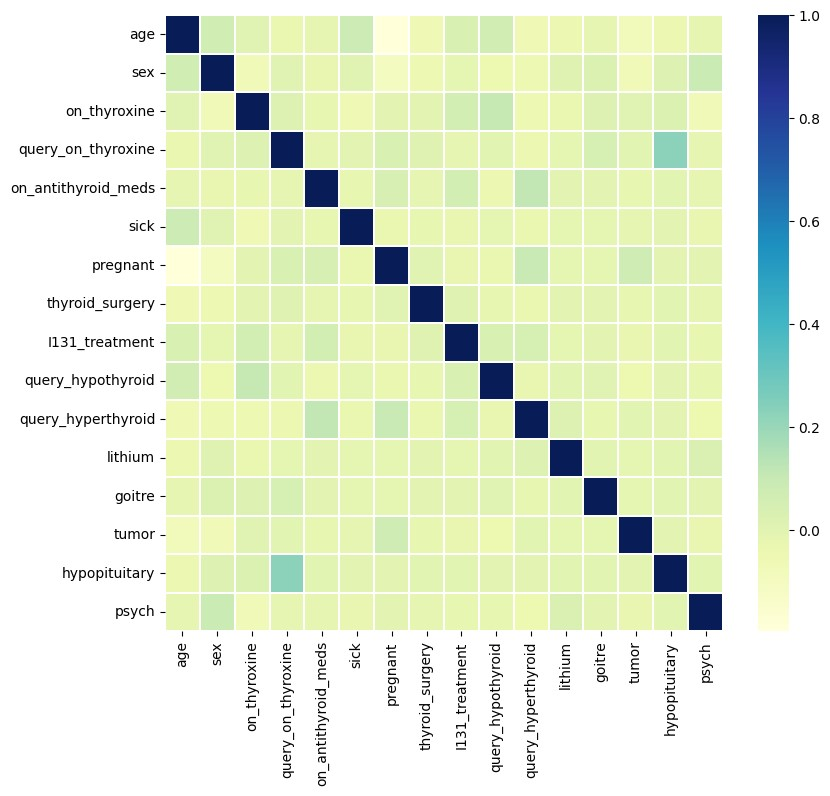 age
sex
on_thyroxine
query_on_thyroxine
on_antithyroid_meds
sick
pregnant
thyroid_surgery
I131_treatment
query_hypothyroid
query_hyperthyroid
lithium
goitre
tumor
hypopituitary
psych
age
sex
on_thyroxine
query_on_thyroxine
on_antithyroid_meds
sick
pregnant
thyroid_surgery
I131_treatment
query_hypothyroid
query_hyperthyroid
lithium
goitre
tumor
hypopituitary
psych
1.0
0.8
0.6
0.4
0.2
0.0